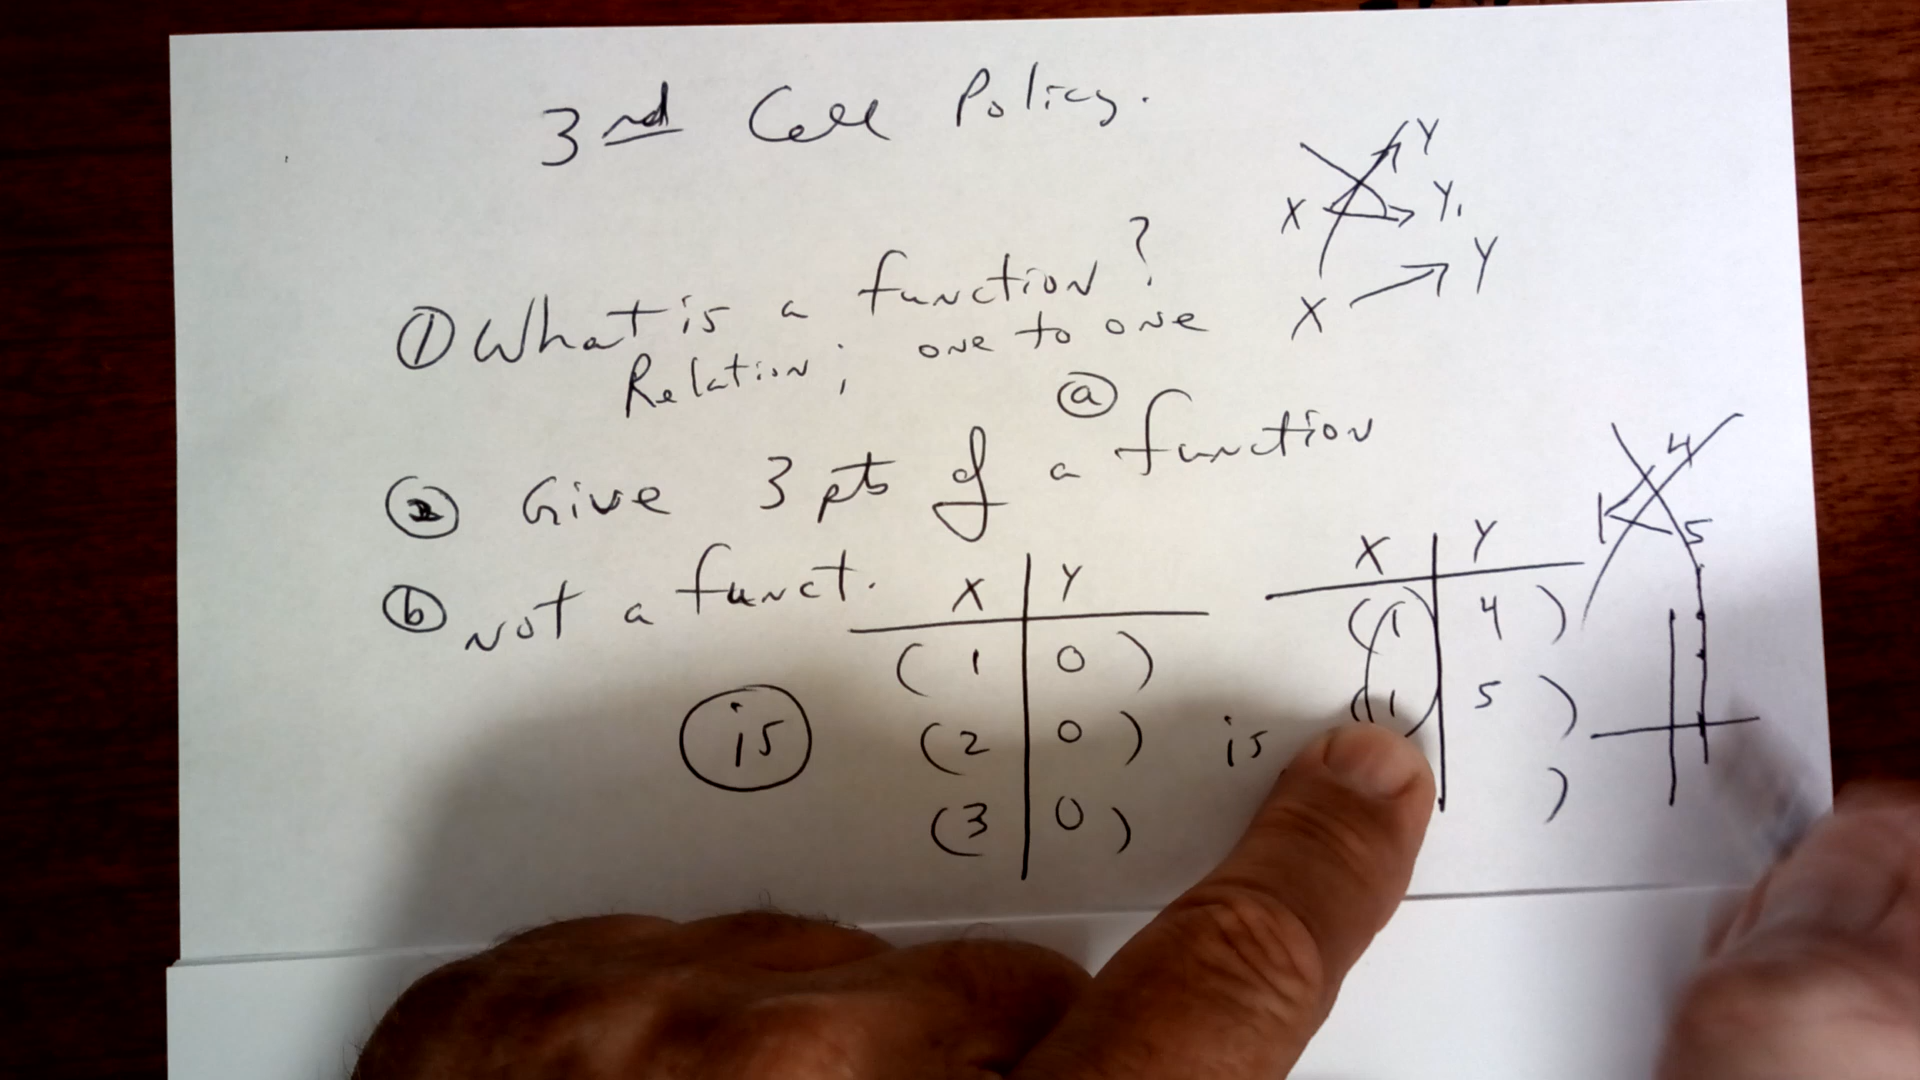 3nd Cell Policy.
① What is a function?
Relation; one to one
X Y
Y1
X Y
② Give 3 pts of a ⓐ function
ⓑ not a funct.
is
X Y
(1 0)
(2 0)
(3 0)
is
X Y
(1 4)
(1 5)
)
1 4
5